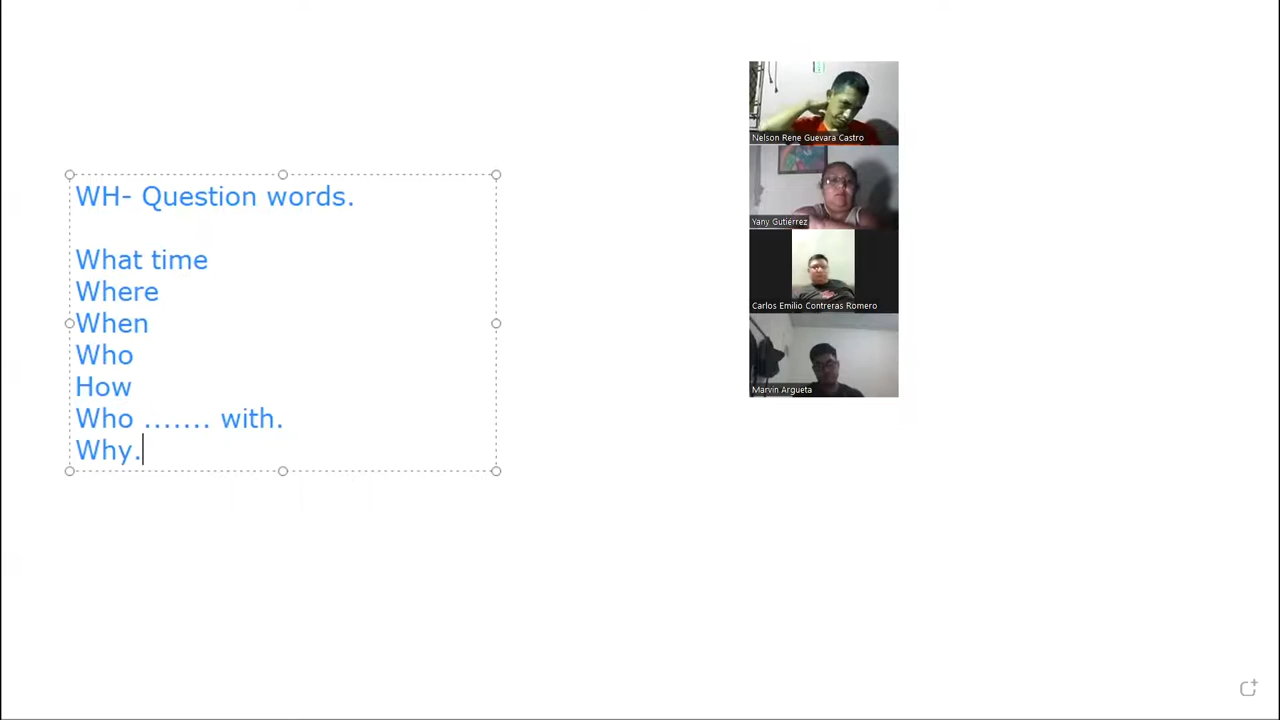 WH- Question words.
What time
Where
When
Who
How
Who ....... with.
Why.
Nelson Rene Guevara Castro
Yany Gutiérrez
Carlos Emilio Contreras Romero
Marvin Argueta